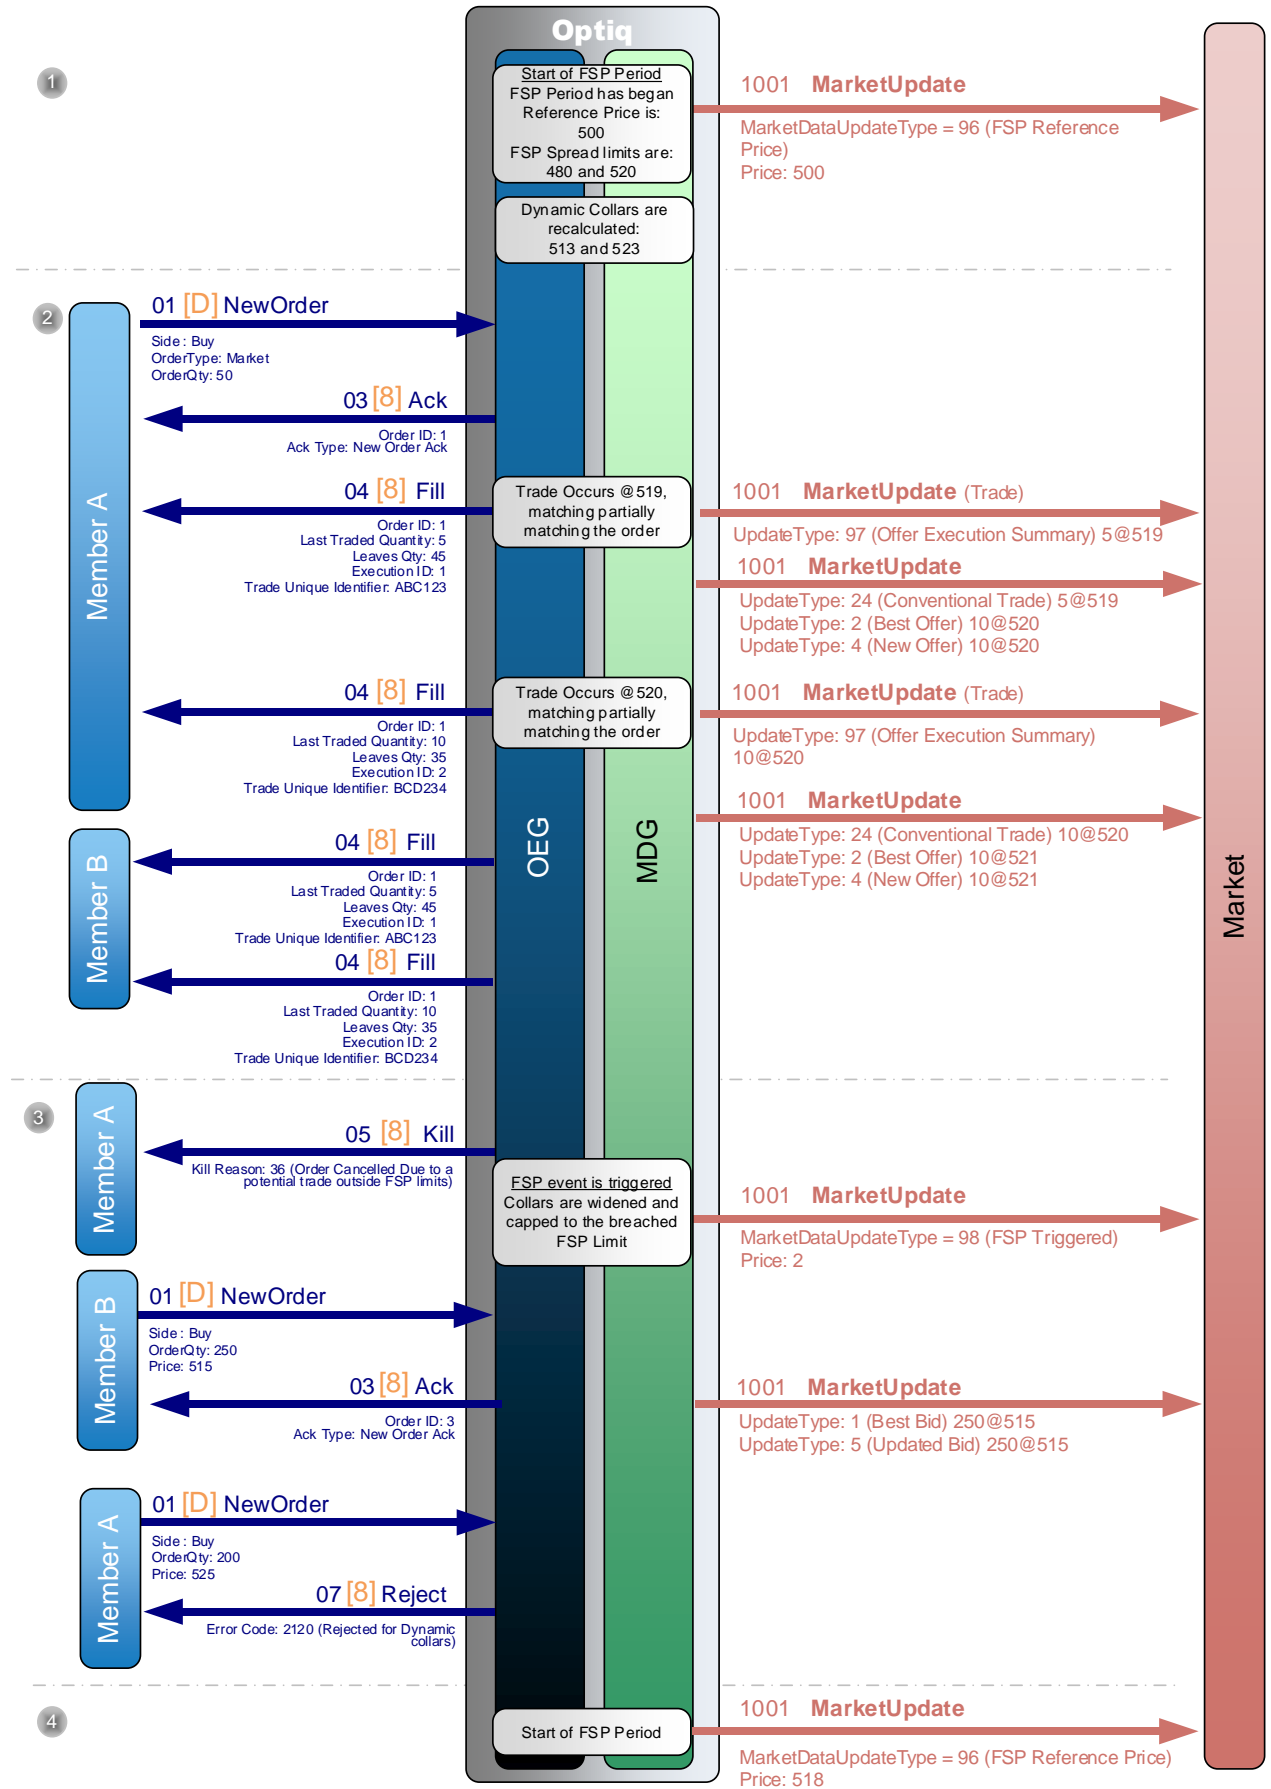 Optiq
1
Start of FSP Period
FSP Period has began
Reference Price is:
500
FSP Spread limits are:
480 and 520
1001 MarketUpdate
MarketDataUpdateType = 96 (FSP Reference
Price)
Price: 500
Dynamic Collars are
recalculated:
513 and 523
2
Member A
01 [D] NewOrder
Side : Buy
OrderType: Market
OrderQty: 50
03 [8] Ack
Order ID: 1
Ack Type: New Order Ack
04 [8] Fill
Order ID: 1
Last Traded Quantity: 5
Leaves Qty: 45
Execution ID: 1
Trade Unique Identifier: ABC123
Trade Occurs @519,
matching partially
matching the order
1001 MarketUpdate (Trade)
UpdateType: 97 (Offer Execution Summary) 5@519
1001 MarketUpdate
UpdateType: 24 (Conventional Trade) 5@519
UpdateType: 2 (Best Offer) 10@520
UpdateType: 4 (New Offer) 10@520
04 [8] Fill
Order ID: 1
Last Traded Quantity: 10
Leaves Qty: 35
Execution ID: 2
Trade Unique Identifier: BCD234
Trade Occurs @520,
matching partially
matching the order
1001 MarketUpdate (Trade)
UpdateType: 97 (Offer Execution Summary)
10@520
1001 MarketUpdate
UpdateType: 24 (Conventional Trade) 10@520
UpdateType: 2 (Best Offer) 10@521
UpdateType: 4 (New Offer) 10@521
OEG
MDG
Market
Member B
04 [8] Fill
Order ID: 1
Last Traded Quantity: 5
Leaves Qty: 45
Execution ID: 1
Trade Unique Identifier: ABC123
04 [8] Fill
Order ID: 1
Last Traded Quantity: 10
Leaves Qty: 35
Execution ID: 2
Trade Unique Identifier: BCD234
3
Member A
05 [8] Kill
Kill Reason: 36 (Order Cancelled Due to a
potential trade outside FSP limits)
FSP event is triggered
Collars are widened and
capped to the breached
FSP Limit
1001 MarketUpdate
MarketDataUpdateType = 98 (FSP Triggered)
Price: 2
Member B
01 [D] NewOrder
Side : Buy
OrderQty: 250
Price: 515
03 [8] Ack
Order ID: 3
Ack Type: New Order Ack
1001 MarketUpdate
UpdateType: 1 (Best Bid) 250@515
UpdateType: 5 (Updated Bid) 250@515
Member A
01 [D] NewOrder
Side : Buy
OrderQty: 200
Price: 525
07 [8] Reject
Error Code: 2120 (Rejected for Dynamic
collars)
4
Start of FSP Period
1001 MarketUpdate
MarketDataUpdateType = 96 (FSP Reference Price)
Price: 518